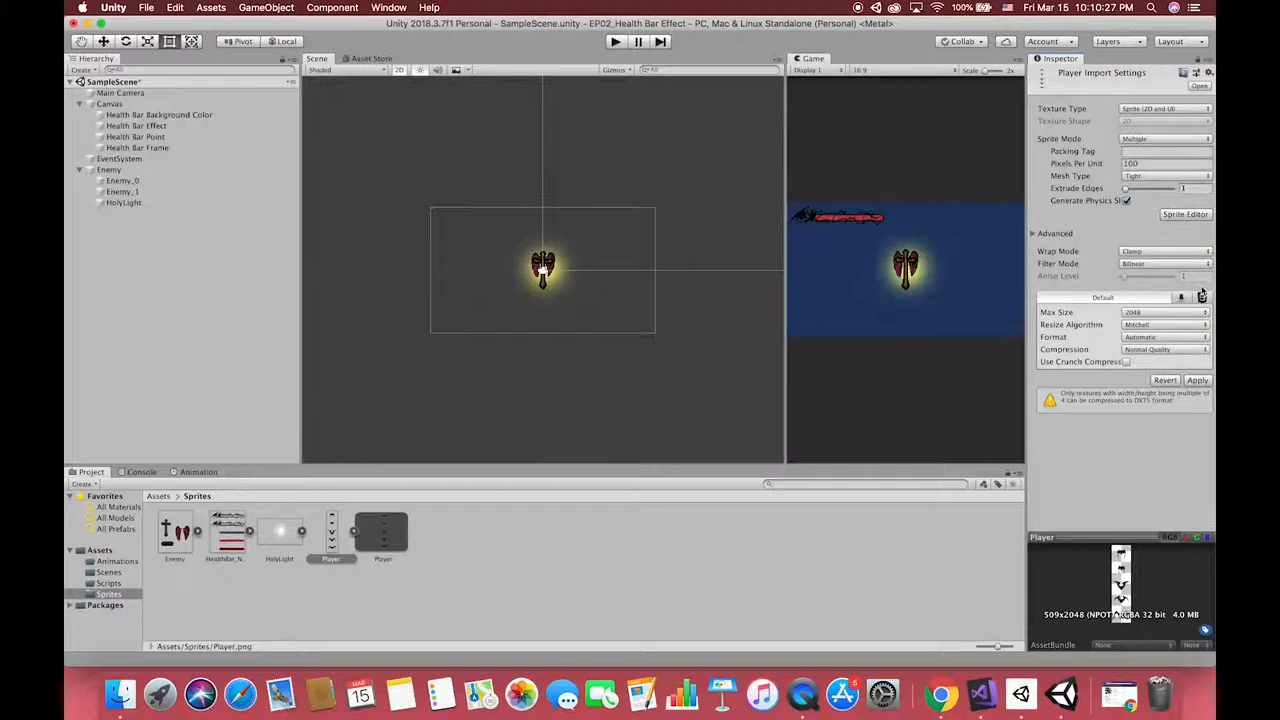 Unity File Edit Assets GameObject Component Window Help 100% Fri Mar 15 10:10:27 PM
Unity 2018.3.7f1 Personal - SampleScene.unity - EP02_Health Bar Effect - PC, Mac & Linux Standalone (Personal) <Metal>
Pivot Local Collab Account Layers Layout
Hierarchy Scene Asset Store Game Inspector
Create All Shaded 2D Gizmos All Display 1 16:9 Scale 2x
Player Import Settings
Open
SampleScene*
Main Camera
Canvas
Health Bar Background Color
Health Bar Effect
Health Bar Point
Health Bar Frame
EventSystem
Enemy
Enemy_0
Enemy_1
HolyLight
Texture Type Sprite (2D and UI)
Texture Shape 2D
Sprite Mode Multiple
Packing Tag
Pixels Per Unit 100
Mesh Type Tight
Extrude Edges 1
Generate Physics S
Sprite Editor
Advanced
Wrap Mode Clamp
Filter Mode Bilinear
Aniso Level 1
Default
Max Size 2048
Resize Algorithm Mitchell
Format Automatic
Compression Normal Quality
Use Crunch Compress
Revert Apply
Only textures with width/height being multiple of
4 can be compressed to DXT5 format
Project Console Animation
Create
Favorites
All Materials
All Models
All Prefabs
Assets
Animations
Scenes
Scripts
Sprites
Packages
Assets Sprites
Enemy HealthBar_N... HolyLight Player Player
Assets/Sprites/Player.png
Player RGB R G B
509x2048 (NPOT) RGBA 32 bit 4.0 MB
AssetBundle None None
MAR
15